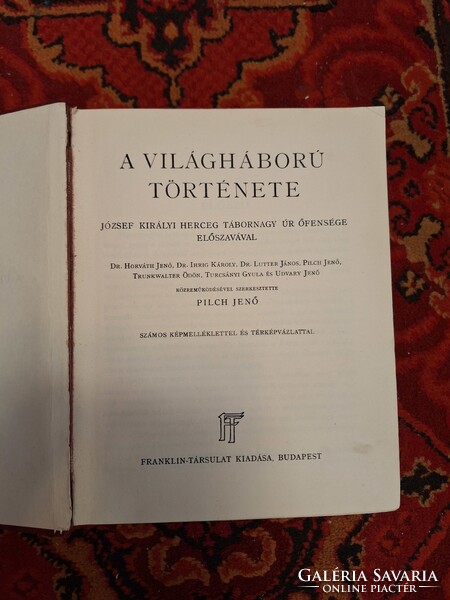 A VILÁGHÁBORÚ
TÖRTÉNETE
JÓZSEF KIRÁLYI HERCEG TÁBORNAGY ÚR ŐFENSÉGE
ELŐSZAVÁVAL
DR. HORVÁTH JENŐ, DR. IHRIG KÁROLY, DR. LUTTER JÁNOS, PILCH JENŐ,
TRUNKWALTER ÖDÖN, TURCSÁNYI GYULA ÉS UDVARY JENŐ
KÖZREMŰKÖDÉSÉVEL SZERKESZTETTE
PILCH JENŐ
SZÁMOS KÉPMELLÉKLETTEL ÉS TÉRKÉPVÁZLATTAL
FT
FRANKLIN-TÁRSULAT KIADÁSA, BUDAPEST
GALÉRIA SAVARIA
ONLINE PIACTÉR